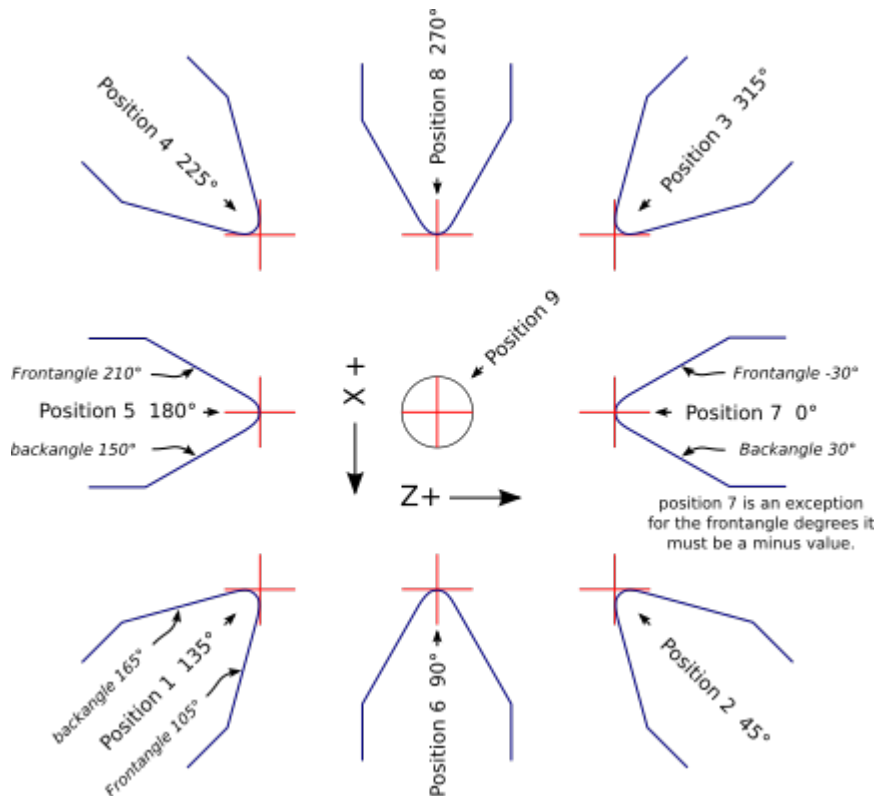 Position 4 225°
Position 8 270°
Position 3 315°
Position 9
Frontangle 210°
Position 5 180°
backangle 150°
X +
Z+
Frontangle -30°
Position 7 0°
Backangle 30°
position 7 is an exception
for the frontangle degrees it
must be a minus value.
backangle 165°
Position 1 135°
Frontangle 105°
Position 6 90°
Position 2 45°